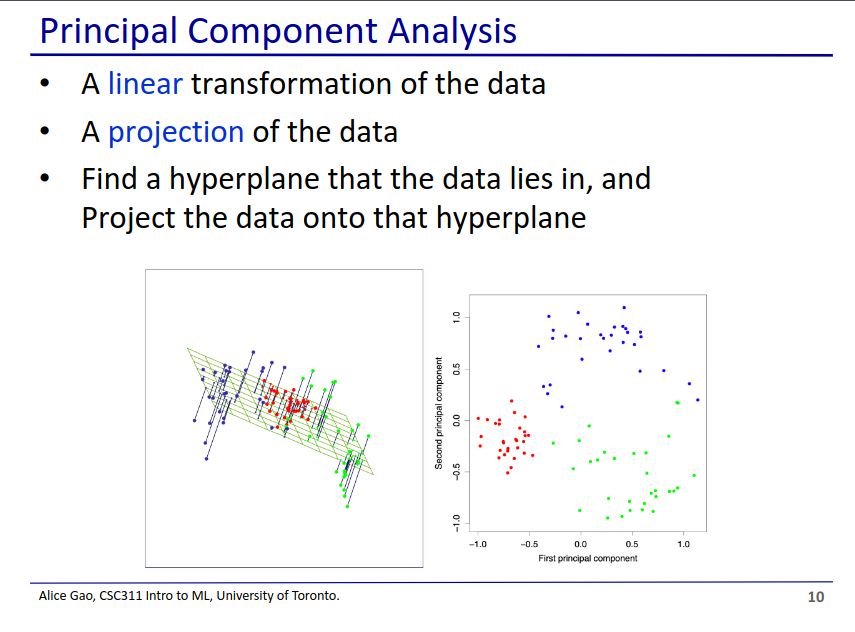 Principal Component Analysis
• A linear transformation of the data
• A projection of the data
• Find a hyperplane that the data lies in, and
Project the data onto that hyperplane
Second principal component
1.0
0.5
0.0
−0.5
−1.0
−1.0 −0.5 0.0 0.5 1.0
First principal component
Alice Gao, CSC311 Intro to ML, University of Toronto.
10